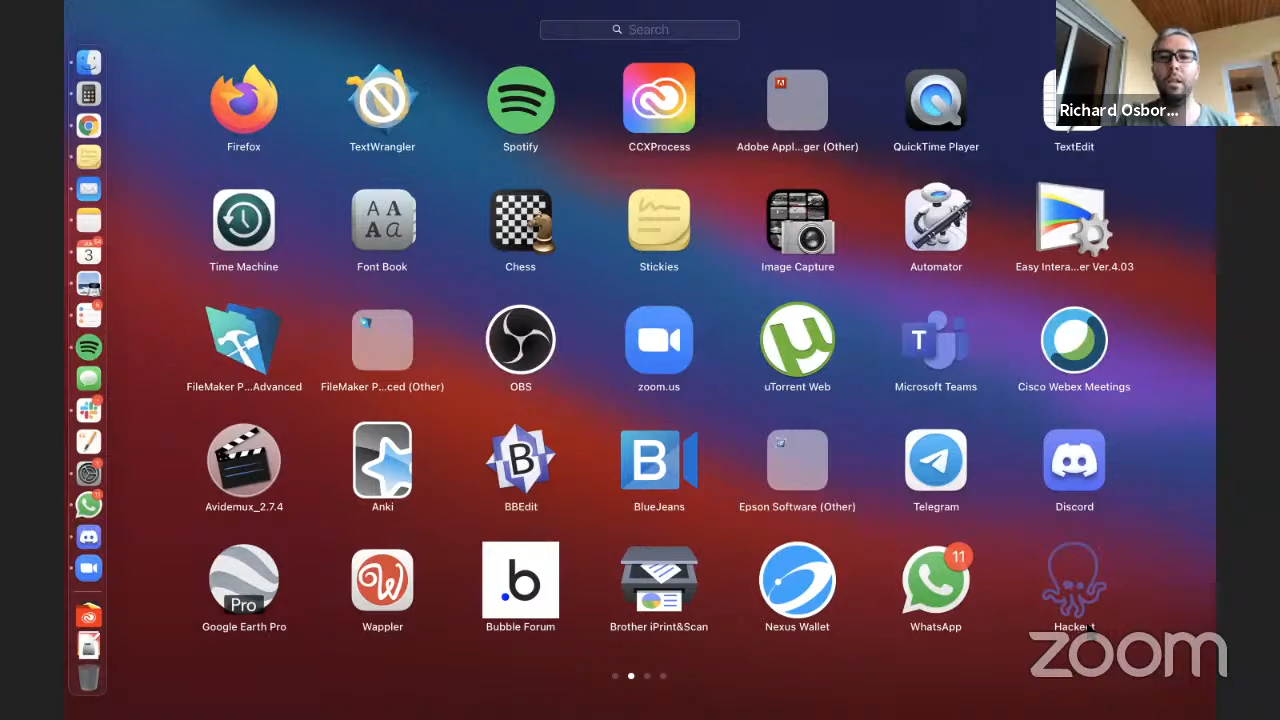 Search
Richard Osbor...
Firefox
TextWrangler
Spotify
CCXProcess
Adobe Appl...ger (Other)
QuickTime Player
TextEdit
Time Machine
Font Book
Chess
Stickies
Image Capture
Automator
Easy Intera...er Ver.4.03
FileMaker P...Advanced
FileMaker P...ced (Other)
OBS
zoom.us
uTorrent Web
Microsoft Teams
Cisco Webex Meetings
Avidemux_2.7.4
Anki
BBEdit
BlueJeans
Epson Software (Other)
Telegram
Discord
Pro
11
Google Earth Pro
Wappler
Bubble Forum
Brother iPrint&Scan
Nexus Wallet
WhatsApp
zoom